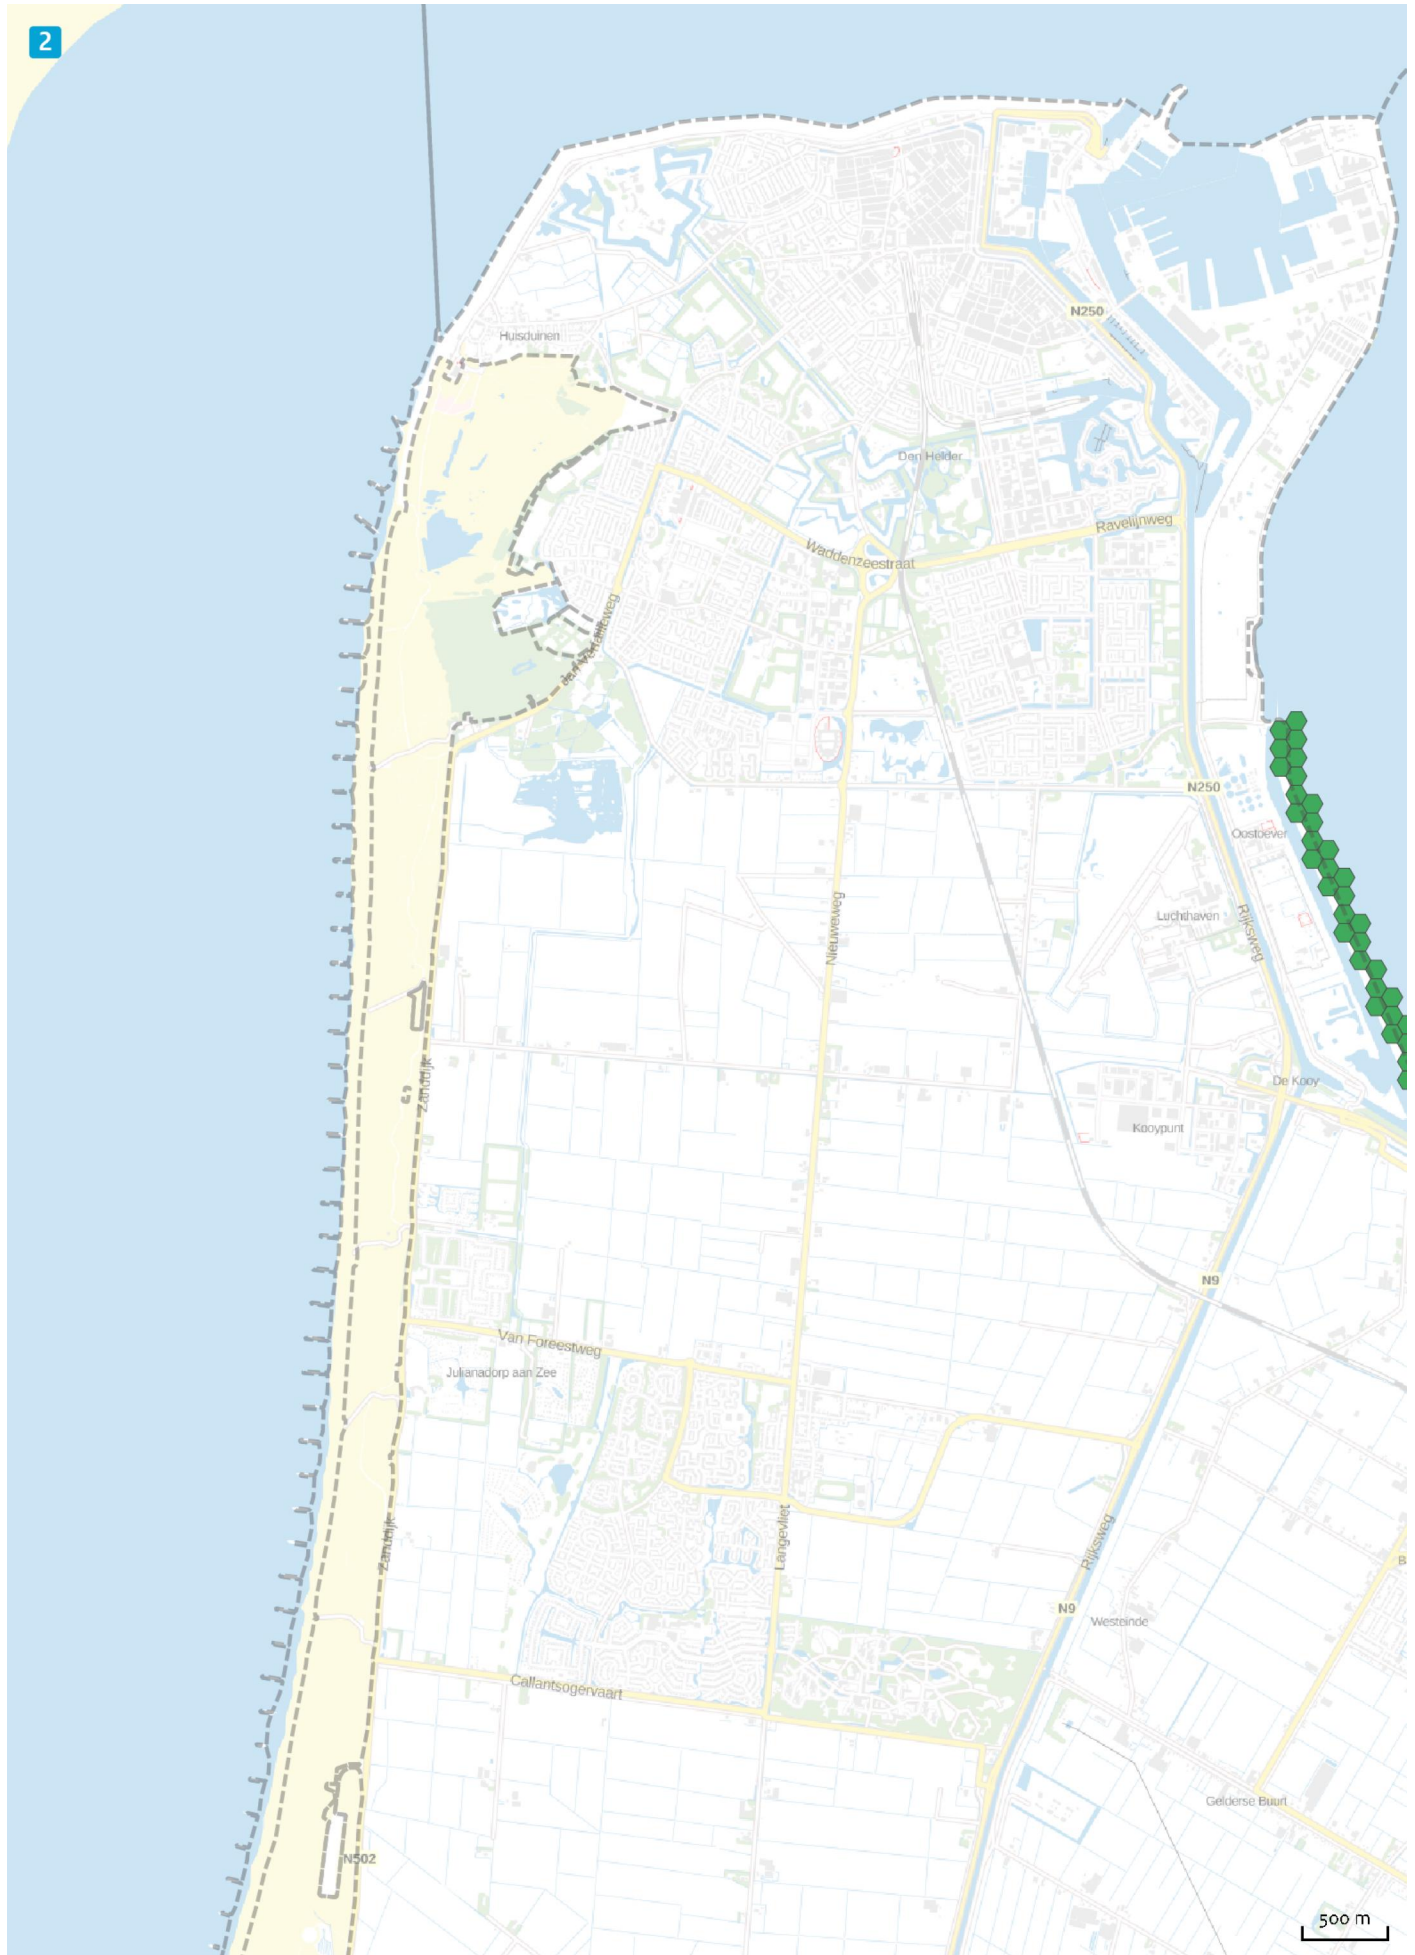 2
Huisduinen
N250
Den Helder
Ravelijnweg
Waddenzeestraat
N250
Oostoever
Luchthaven
Rijksweg
Nieuweweg
De Kooy
Zanddijk
Kooypunt
N9
Van Foreestweg
Julianadorp aan Zee
Langevliet
Zanddijk
Rijksweg
N9
Westeinde
Callantsogervaart
Gelderse Buurt
N502
500 m